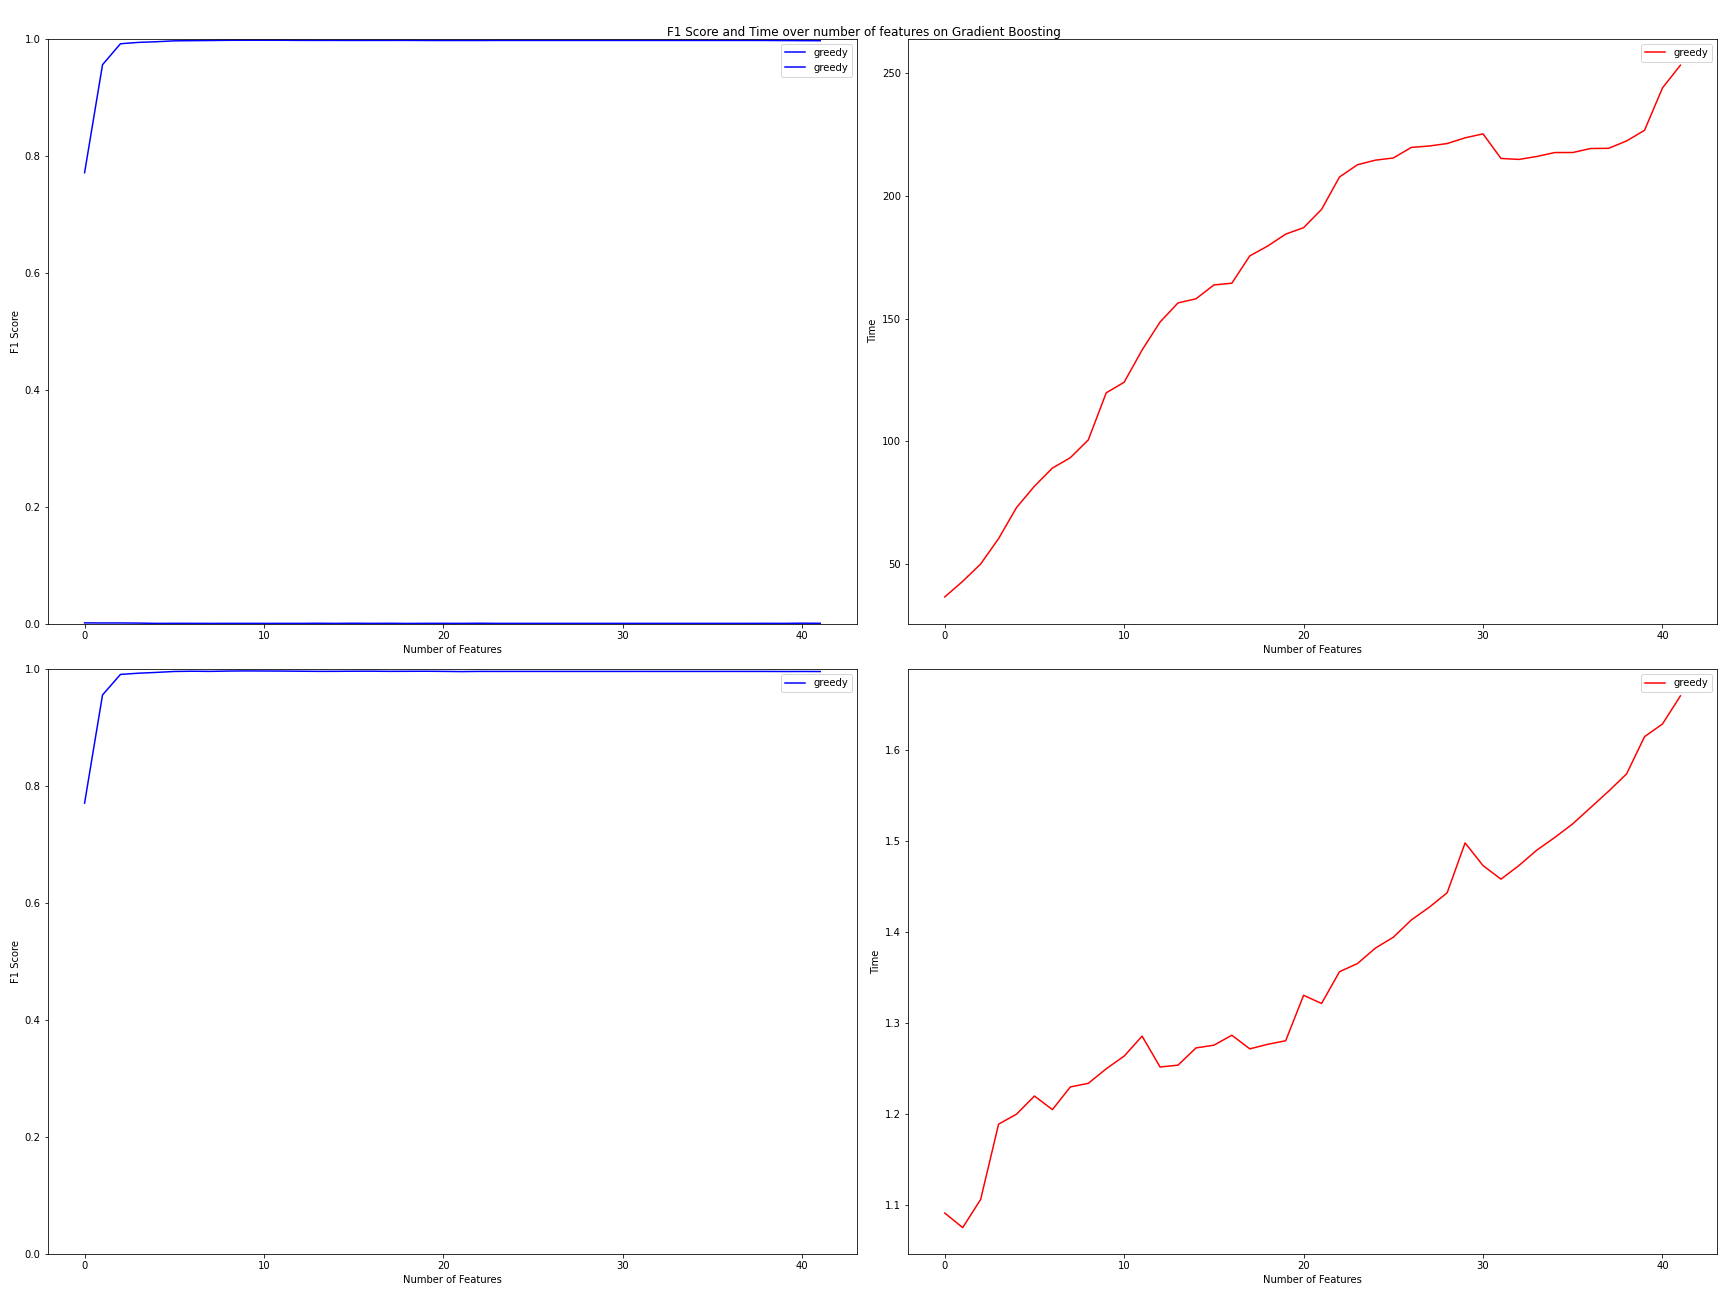 F1 Score and Time over number of features on Gradient Boosting
1.0
0.8
0.6
0.4
0.2
0.0
F1 Score
greedy
greedy
0 10 20 30 40
Number of Features
250
200
150
100
50
Time
greedy
0 10 20 30 40
Number of Features
1.0
0.8
0.6
0.4
0.2
0.0
F1 Score
greedy
0 10 20 30 40
Number of Features
1.6
1.5
1.4
1.3
1.2
1.1
Time
greedy
0 10 20 30 40
Number of Features